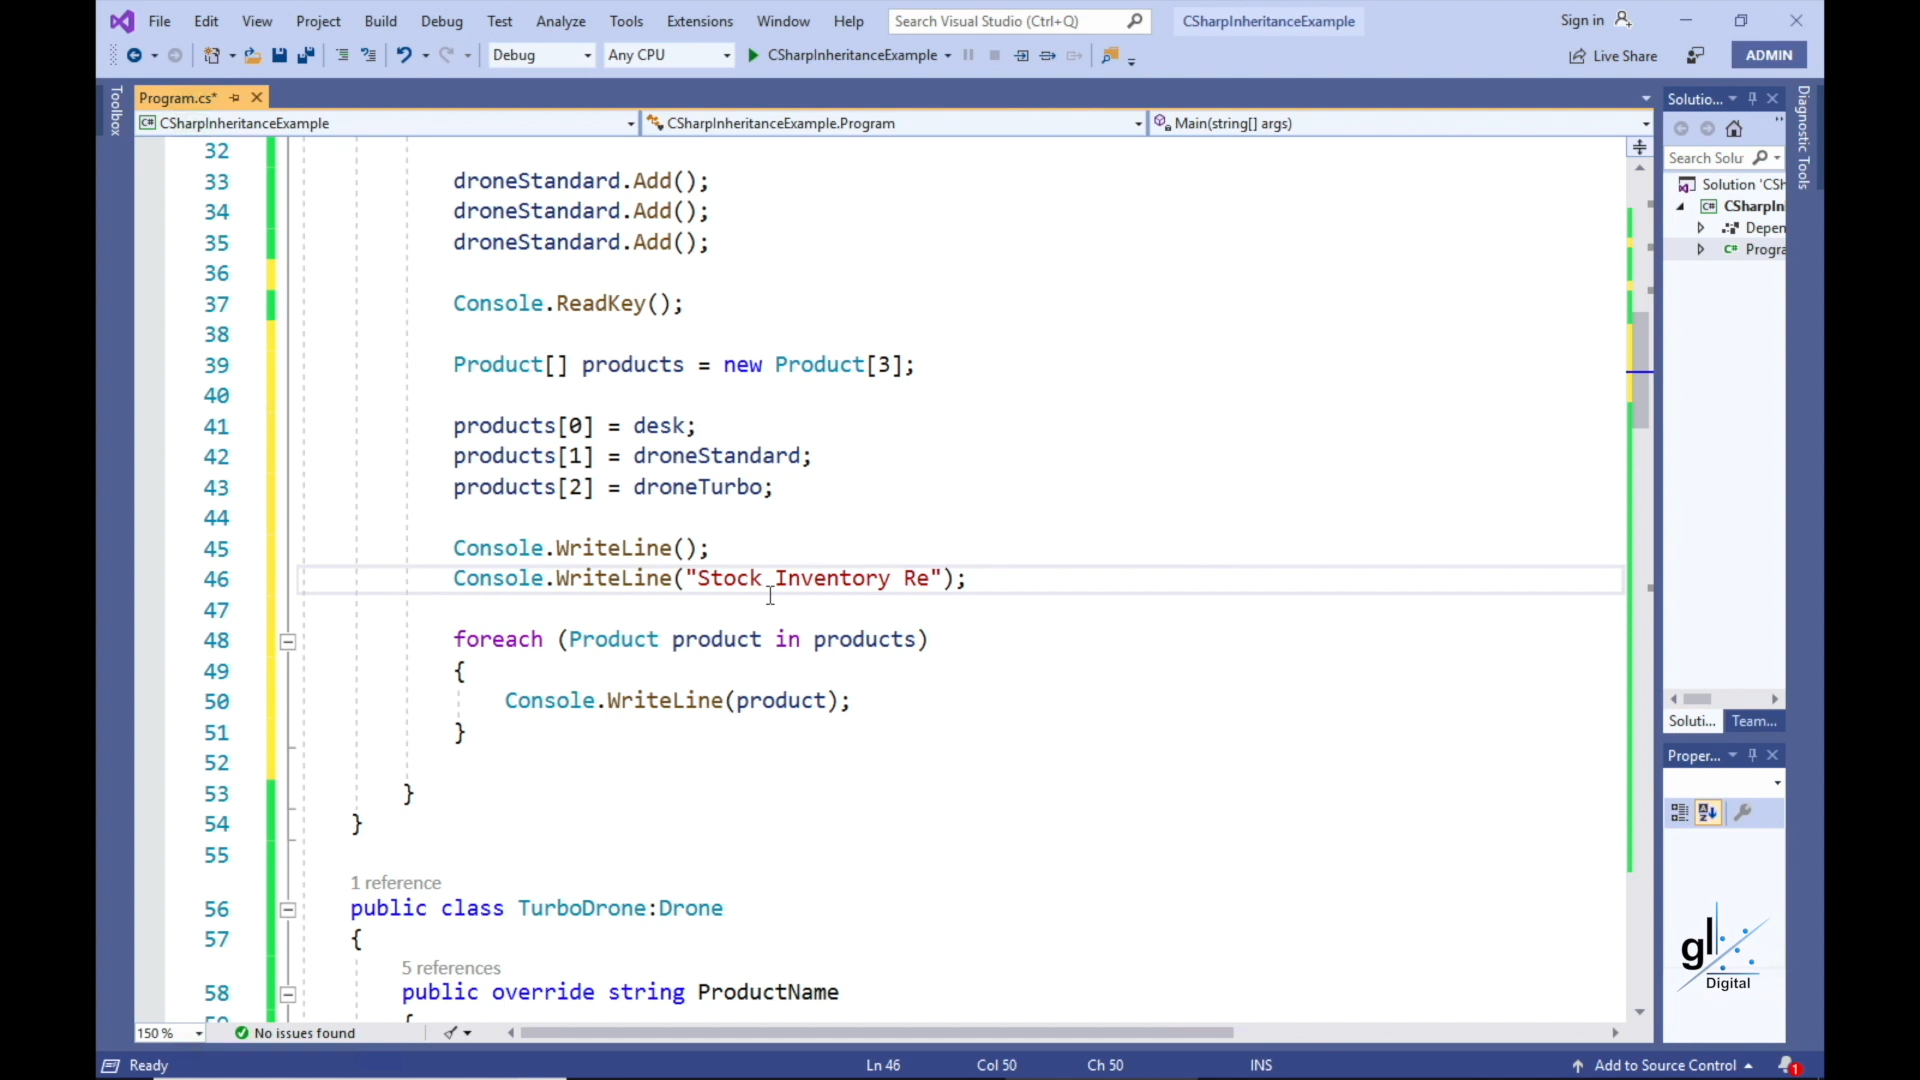 File Edit View Project Build Debug Test Analyze Tools Extensions Window Help Search Visual Studio (Ctrl+Q) CSharpInheritanceExample Sign in
Debug Any CPU CSharpInheritanceExample Live Share ADMIN
Toolbox
Program.cs*
CSharpInheritanceExample CSharpInheritanceExample.Program Main(string[] args)
32
33 droneStandard.Add();
34 droneStandard.Add();
35 droneStandard.Add();
36
37 Console.ReadKey();
38
39 Product[] products = new Product[3];
40
41 products[0] = desk;
42 products[1] = droneStandard;
43 products[2] = droneTurbo;
44
45 Console.WriteLine();
46 Console.WriteLine("Stock Inventory Re");
47
48 foreach (Product product in products)
49 {
50 Console.WriteLine(product);
51 }
52
53 }
54 }
55
1 reference
56 public class TurboDrone:Drone
57 {
5 references
58 public override string ProductName
{
150 % No issues found
Solutio...
Search Solu
Solution 'CSh
C# CSharpIn
Depen
C# Progra
Soluti... Team...
Proper...
gl
Digital
Diagnostic Tools
Ready Ln 46 Col 50 Ch 50 INS Add to Source Control 1